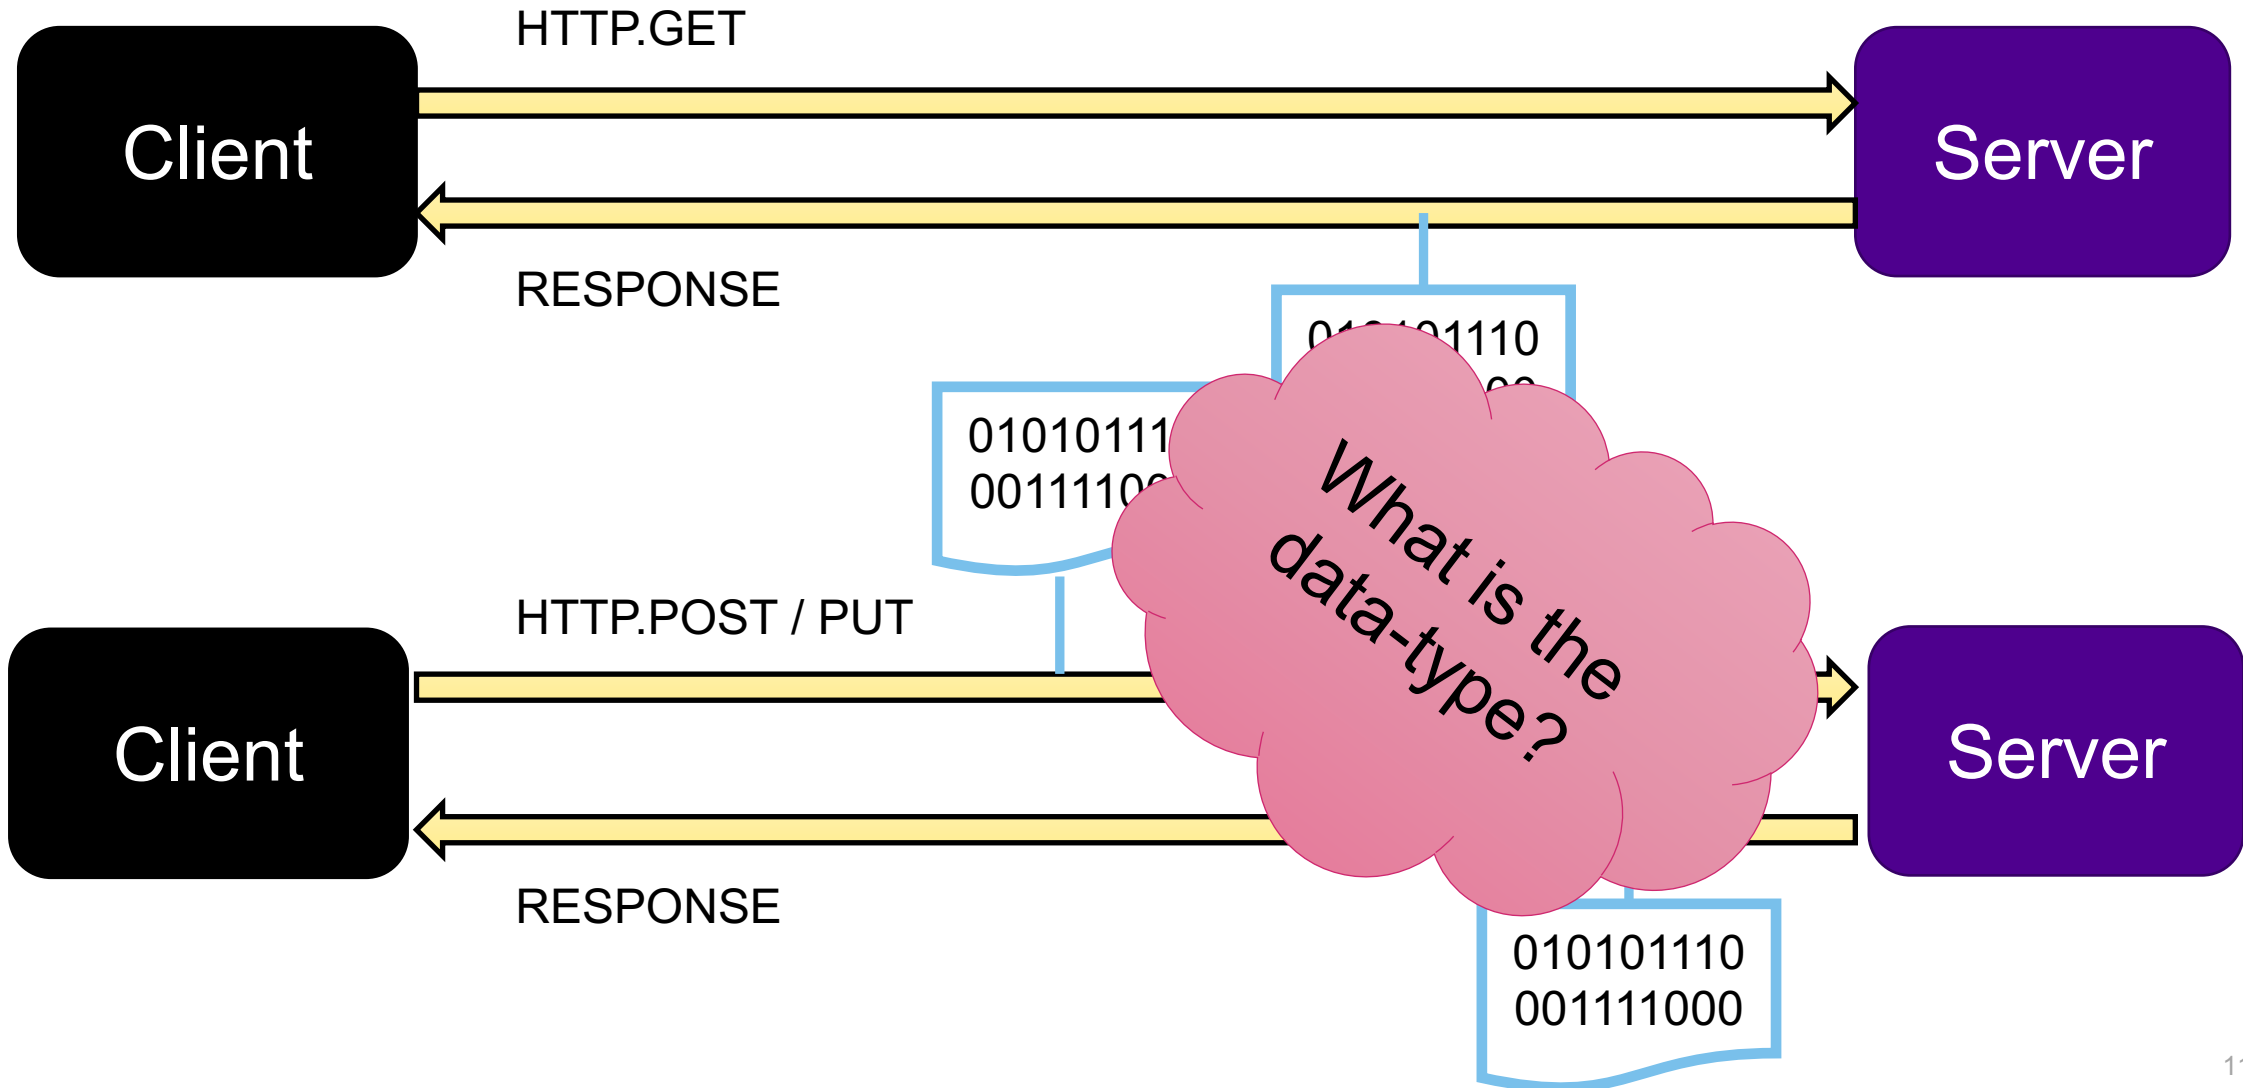 HTTP.GET
Client
Server
RESPONSE
01010111
001111
What is the
data-type?
HTTP.POST / PUT
Client
Server
RESPONSE
010101110
001111000